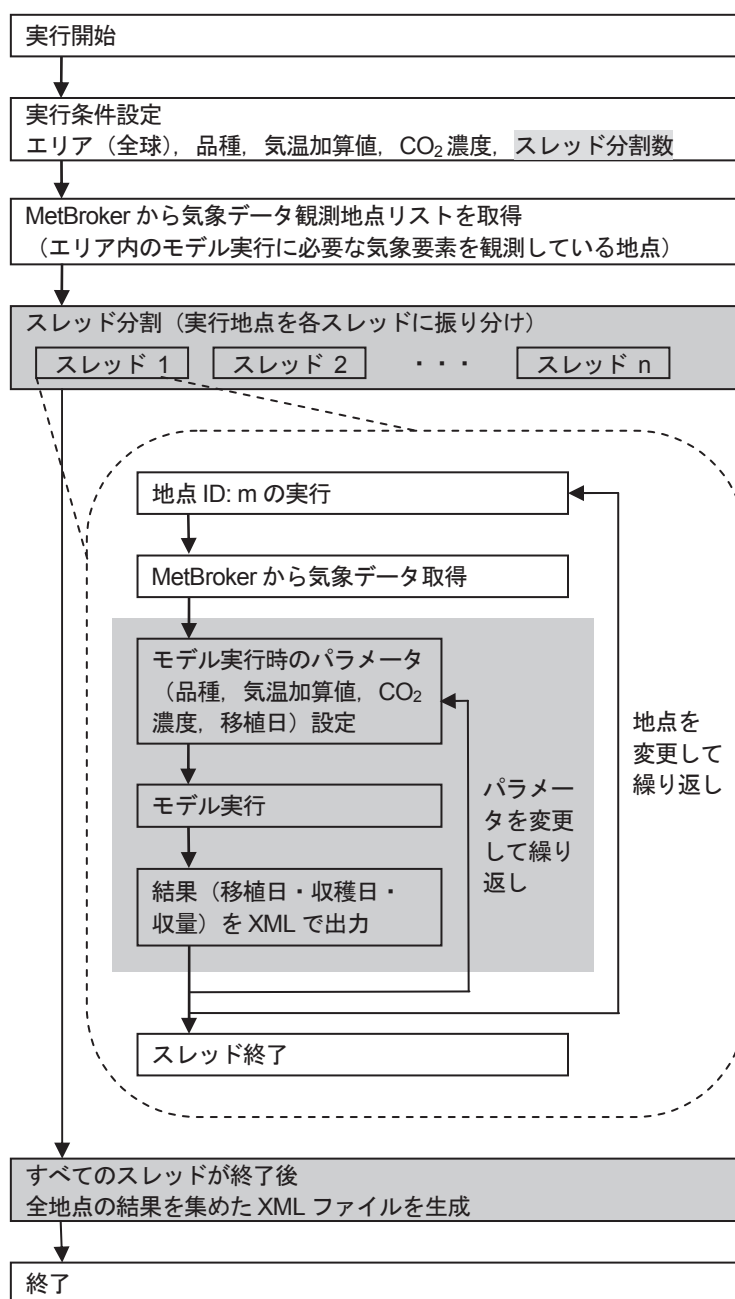 実行開始
実行条件設定
エリア（全球），品種，気温加算値，CO₂濃度，スレッド分割数
MetBroker から気象データ観測地点リストを取得
（エリア内のモデル実行に必要な気象要素を観測している地点）
スレッド分割（実行地点を各スレッドに振り分け）
スレッド 1 スレッド 2 ・・・ スレッド n
地点 ID: m の実行
MetBroker から気象データ取得
モデル実行時のパラメータ
（品種，気温加算値，CO₂
濃度，移植日）設定
モデル実行
結果（移植日・収穫日・
収量）を XML で出力
パラメー
タを変更
して繰り
返し
地点を
変更して
繰り返し
スレッド終了
すべてのスレッドが終了後
全地点の結果を集めた XML ファイルを生成
終了